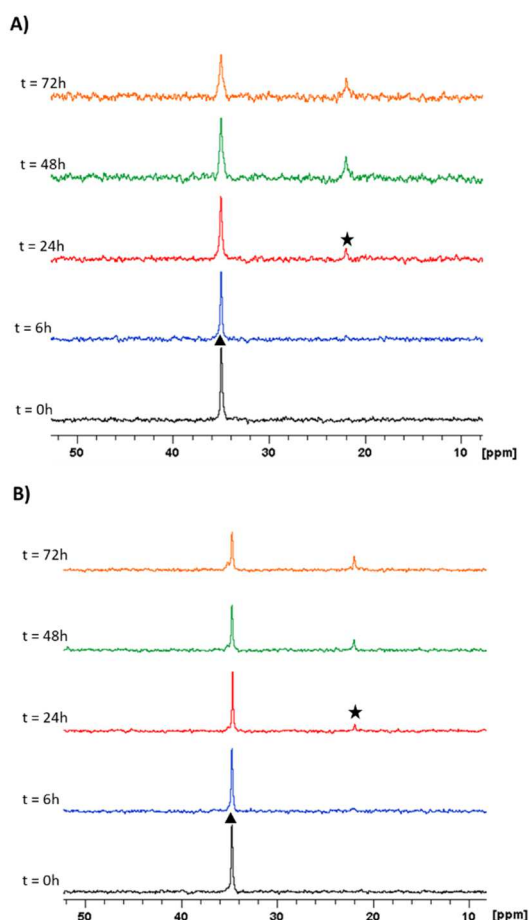 A)
t = 72h
t = 48h
t = 24h
t = 6h
t = 0h
50 40 30 20 10 [ppm]
B)
t = 72h
t = 48h
t = 24h
t = 6h
t = 0h
50 40 30 20 10 [ppm]